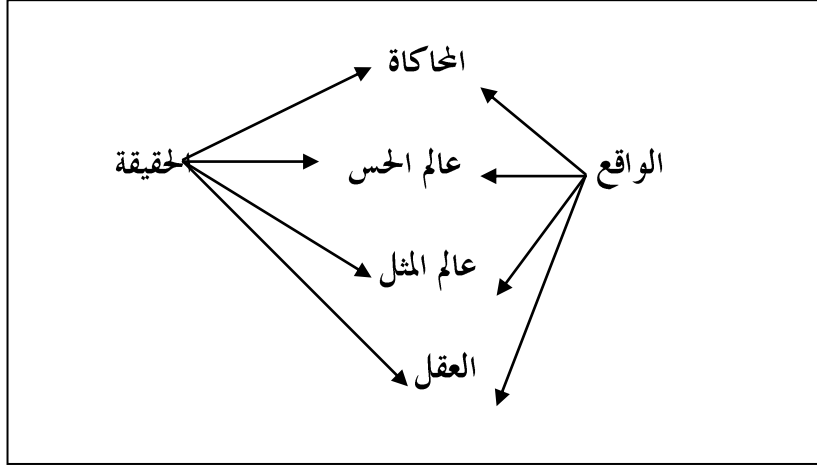 المحاكاة
الواقع
عالم الحس
الحقيقة
عالم المثل
العقل